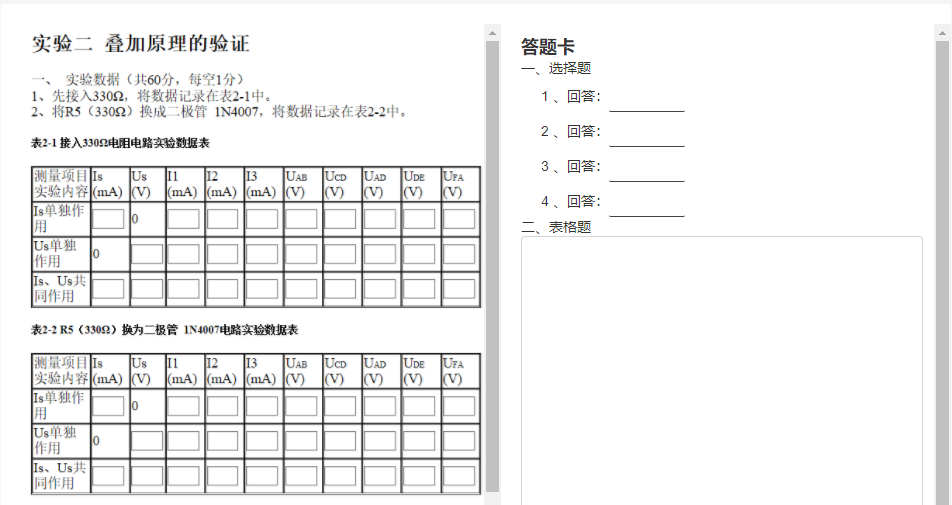 实验二 叠加原理的验证
一、 实验数据（共60分，每空1分）
1、先接入330Ω，将数据记录在表2-1中。
2、将R5（330Ω）换成二极管 1N4007，将数据记录在表2-2中。
表2-1 接入330Ω电阻电路实验数据表
测量项目 Is Us I1 I2 I3 UAB UCD UAD UDE UFA
实验内容 (mA) (V) (mA) (mA) (mA) (V) (V) (V) (V) (V)
Is单独作
用 0
Us单独
作用 0
Is、Us共
同作用
表2-2 R5（330Ω）换为二极管 1N4007电路实验数据表
测量项目 Is Us I1 I2 I3 UAB UCD UAD UDE UFA
实验内容 (mA) (V) (mA) (mA) (mA) (V) (V) (V) (V) (V)
Is单独作
用 0
Us单独
作用 0
Is、Us共
同作用
答题卡
一、选择题
1 、回答：
2 、回答：
3 、回答：
4 、回答：
二、表格题